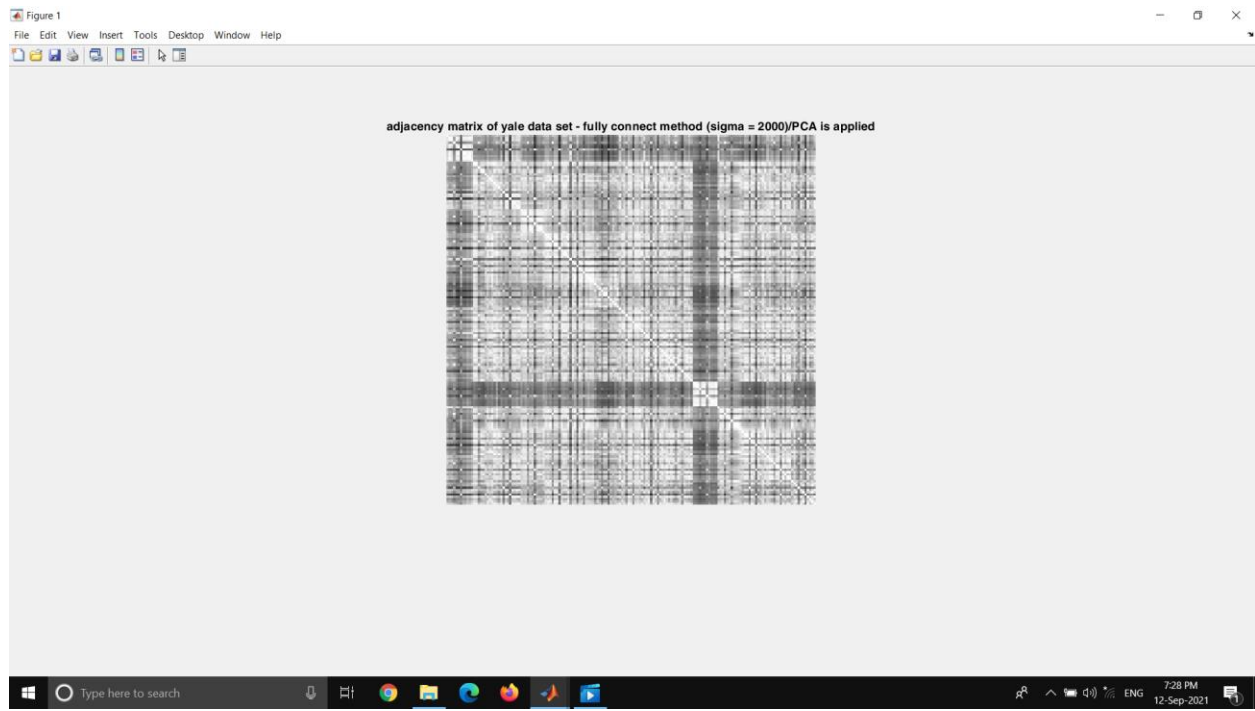 Figure 1
File Edit View Insert Tools Desktop Window Help
adjacency matrix of yale data set - fully connect method (sigma = 2000)/PCA is applied
Type here to search
ENG
7:28 PM
12-Sep-2021
1